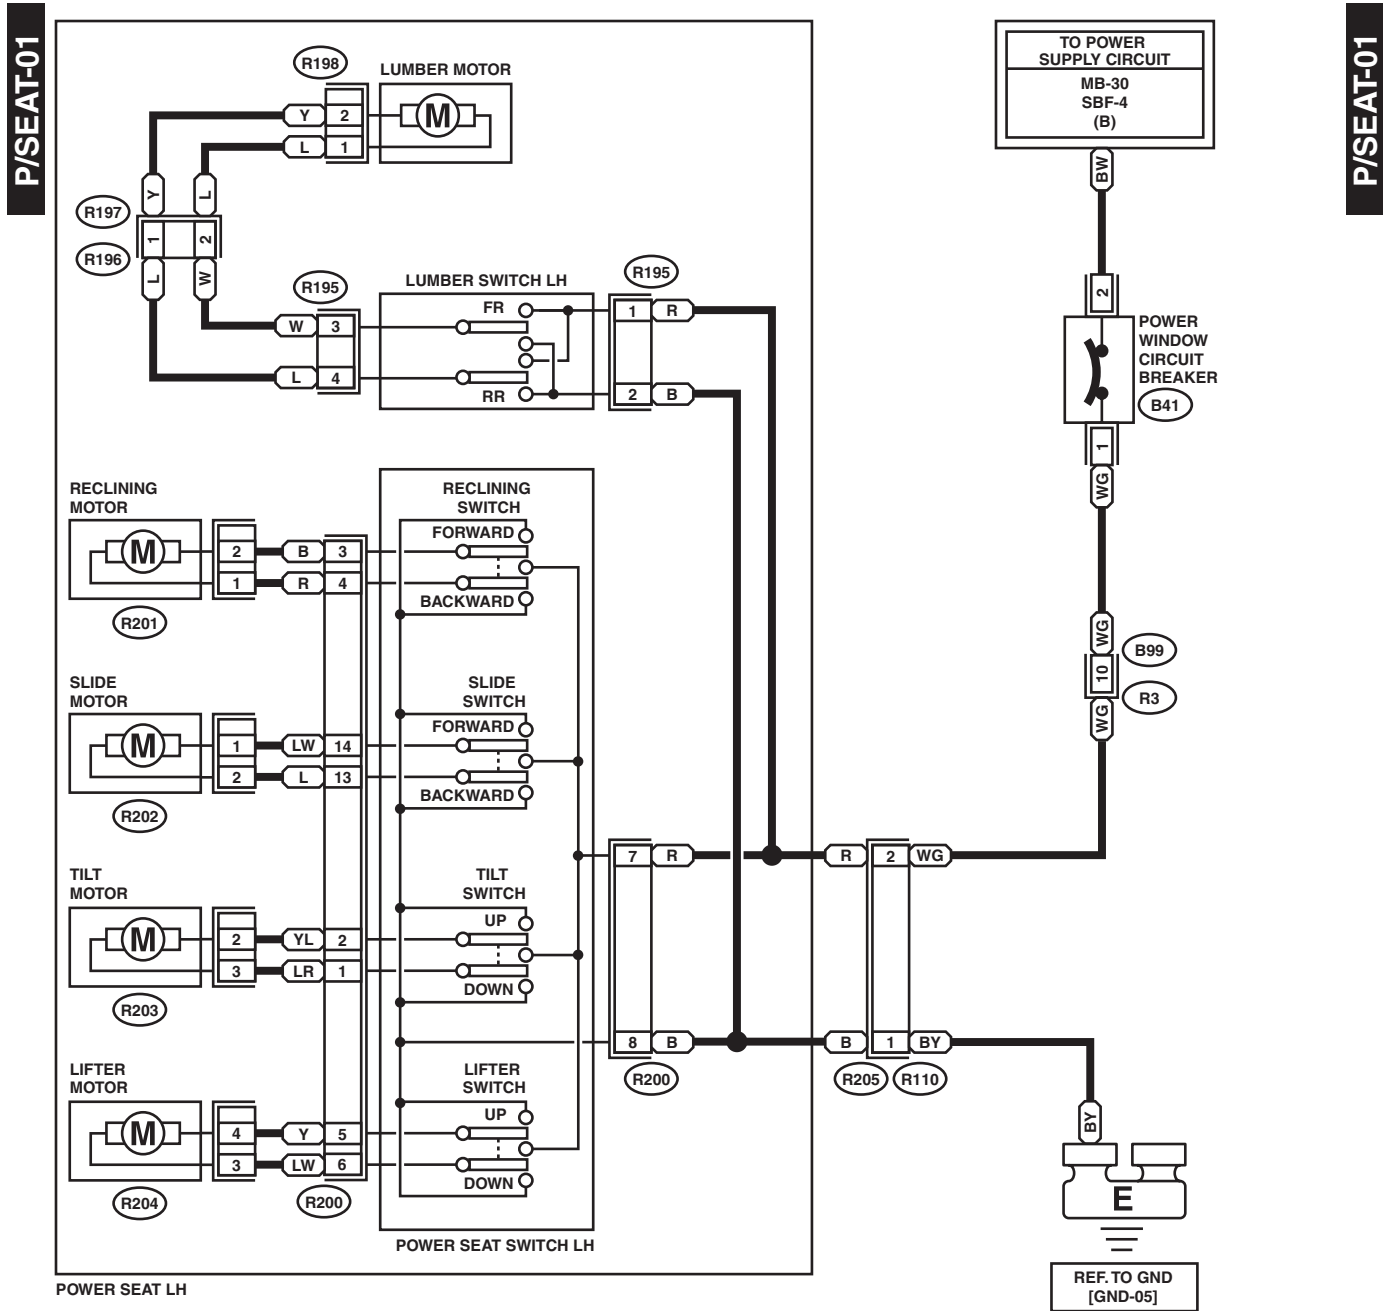 P/SEAT-01
P/SEAT-01
TO POWER
SUPPLY CIRCUIT
MB-30
SBF-4
(B)
BW
2
POWER
WINDOW
CIRCUIT
BREAKER
B41
1
WG
WG
B99
10
R3
WG
R198
LUMBER MOTOR
M
Y
2
L
1
Y
L
R197
1
2
R196
L
W
R195
LUMBER SWITCH LH
R195
FR
W
3
1
R
L
4
RR
2
B
RECLINING
MOTOR
M
2
B
3
1
R
4
R201
RECLINING
SWITCH
FORWARD
BACKWARD
SLIDE
MOTOR
M
1
LW
14
2
L
13
R202
SLIDE
SWITCH
FORWARD
BACKWARD
7
R
R
2
WG
TILT
MOTOR
M
2
YL
2
3
LR
1
R203
TILT
SWITCH
UP
DOWN
8
B
B
1
BY
R200
R205
R110
LIFTER
MOTOR
M
4
Y
5
3
LW
6
R204
R200
LIFTER
SWITCH
UP
DOWN
BY
E
POWER SEAT SWITCH LH
POWER SEAT LH
REF. TO GND
[GND-05]